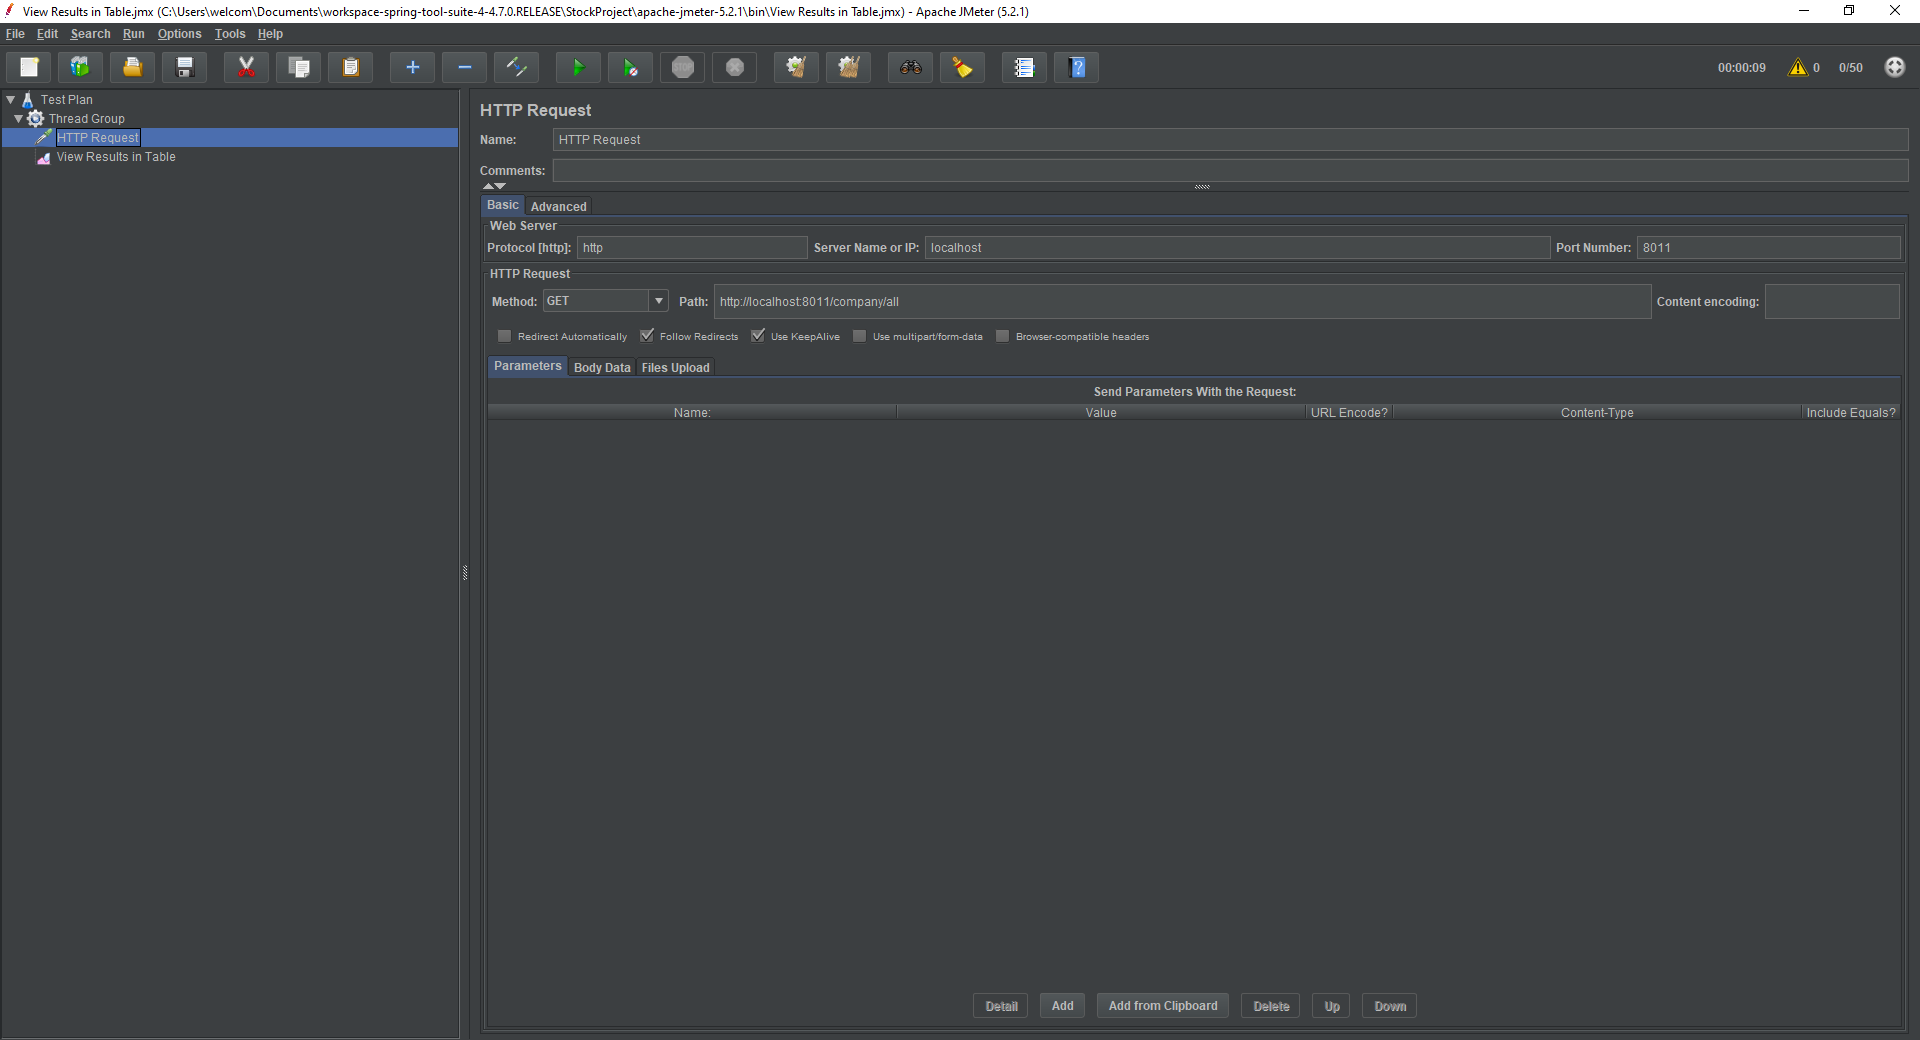 View Results in Table.jmx (C:\Users\welcom\Documents\workspace-spring-tool-suite-4-4.7.0.RELEASE\StockProject\apache-jmeter-5.2.1\bin\View Results in Table.jmx) - Apache JMeter (5.2.1)
File Edit Search Run Options Tools Help
STOP 00:00:09 0 0/50
Test Plan
Thread Group
HTTP Request
View Results in Table
HTTP Request
Name: HTTP Request
Comments:
Basic Advanced
Web Server
Protocol [http]: http Server Name or IP: localhost Port Number: 8011
HTTP Request
Method: GET Path: http://localhost:8011/company/all Content encoding:
Redirect Automatically Follow Redirects Use KeepAlive Use multipart/form-data Browser-compatible headers
Parameters Body Data Files Upload
Send Parameters With the Request:
Name: Value URL Encode? Content-Type Include Equals?
Detail Add Add from Clipboard Delete Up Down